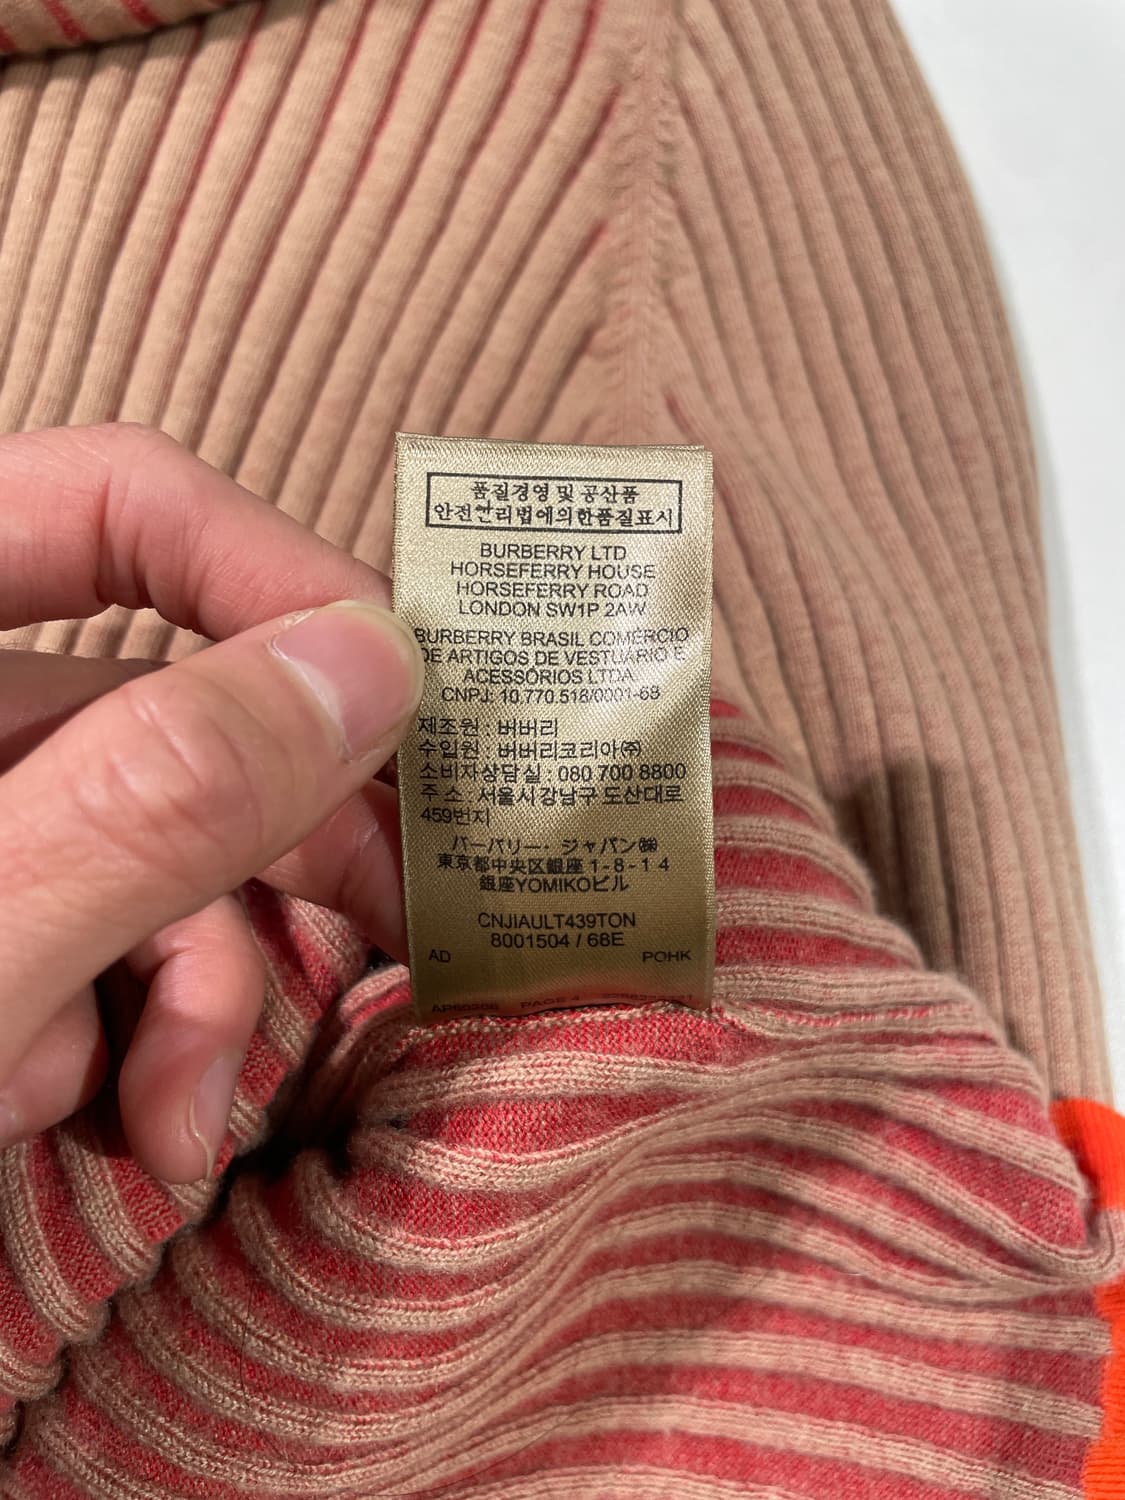 품질경영 및 공산품
안전관리법에의한품질표시
BURBERRY LTD
HORSEFERRY HOUSE
HORSEFERRY ROAD
LONDON SW1P 2AW
BURBERRY BRASIL COMÉRCIO
DE ARTIGOS DE VESTUÁRIO E
ACESSÓRIOS LTDA
CNPJ: 10.770.518/0001-68
제조원 : 버버리
수입원 : 버버리코리아㈜
소비자상담실 : 080 700 8800
주 소 : 서울시강남구 도산대로
459번지
バーバリー・ジャパン㈱
東京都中央区銀座 1-8-1 4
銀座YOMIKOビル
CNJIAULT439TON
8001504 / 68E
AD POHK
PAGE 4